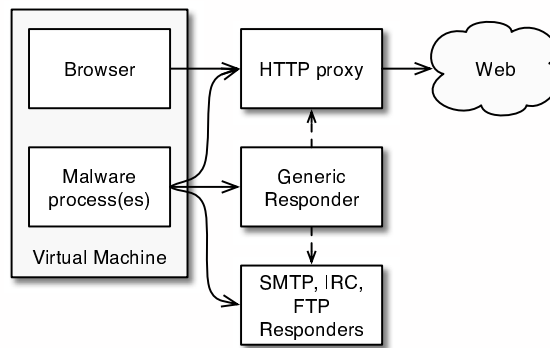 Browser
HTTP proxy
Web
Malware
process(es)
Generic
Responder
Virtual Machine
SMTP, IRC,
FTP
Responders